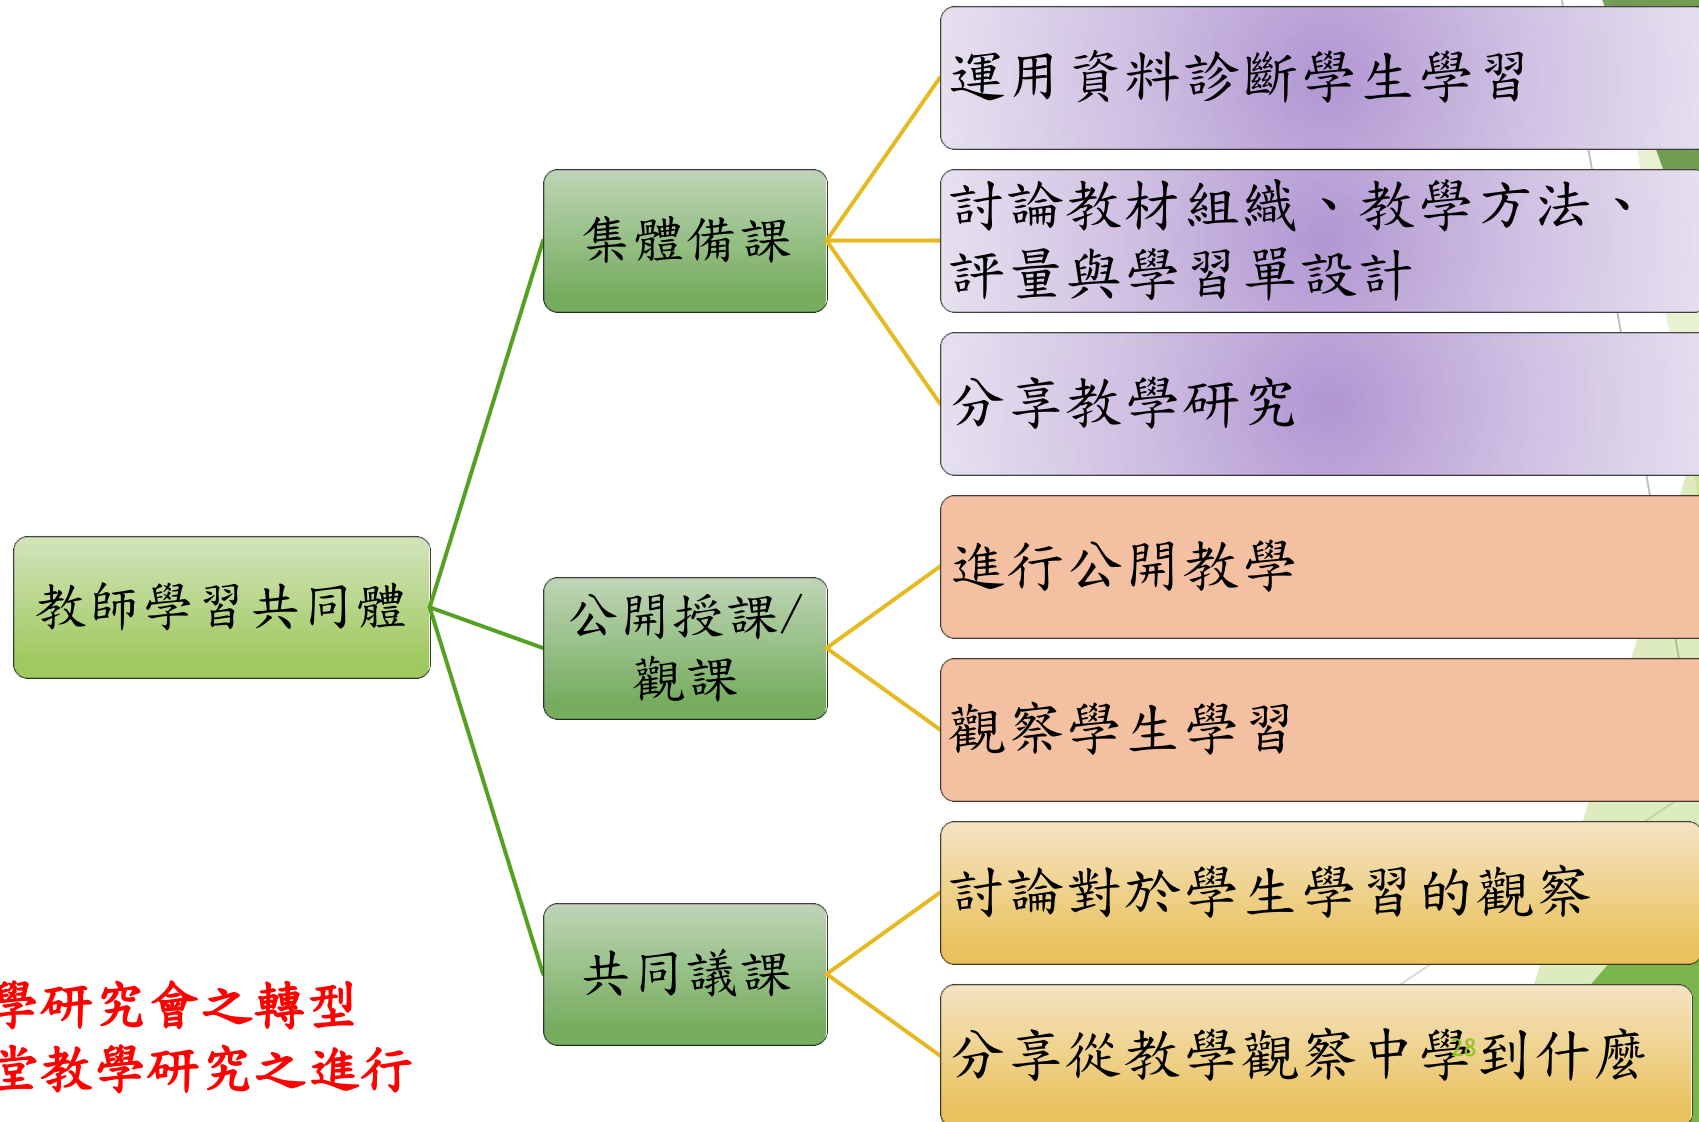 運用資料診斷學生學習
討論教材組織、教學方法、
評量與學習單設計
分享教學研究
集體備課
教師學習共同體
公開授課/
觀課
進行公開教學
觀察學生學習
共同議課
討論對於學生學習的觀察
分享從教學觀察中學到什麼
28
學研究會之轉型
堂教學研究之進行